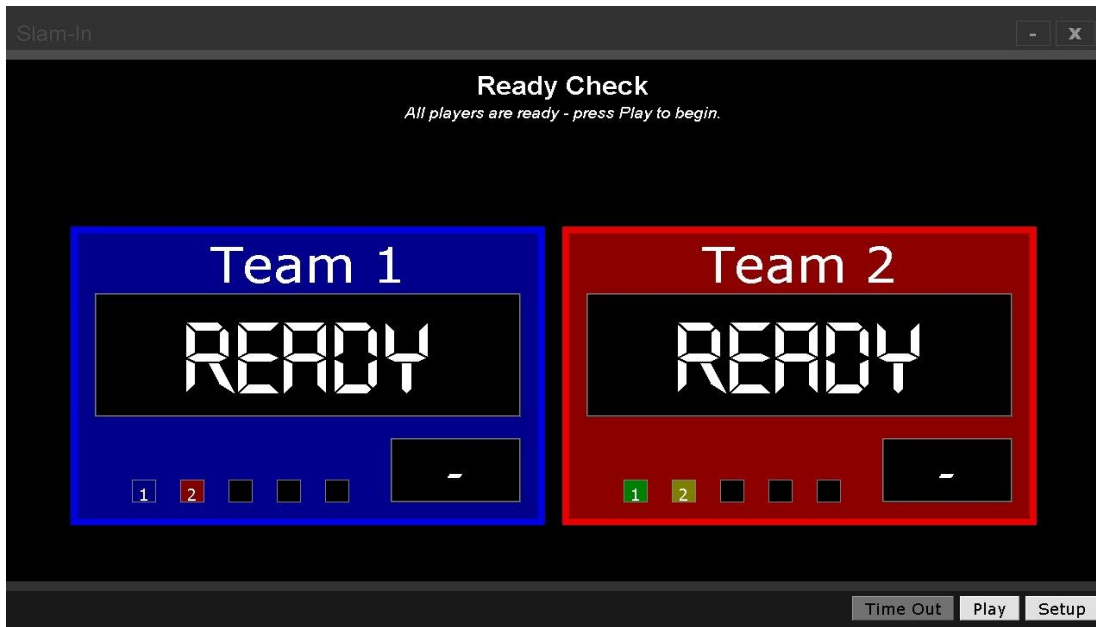 Slam-In - X
Ready Check
All players are ready - press Play to begin.
Team 1
READY
-
1 2
Team 2
READY
-
1 2
Time Out Play Setup